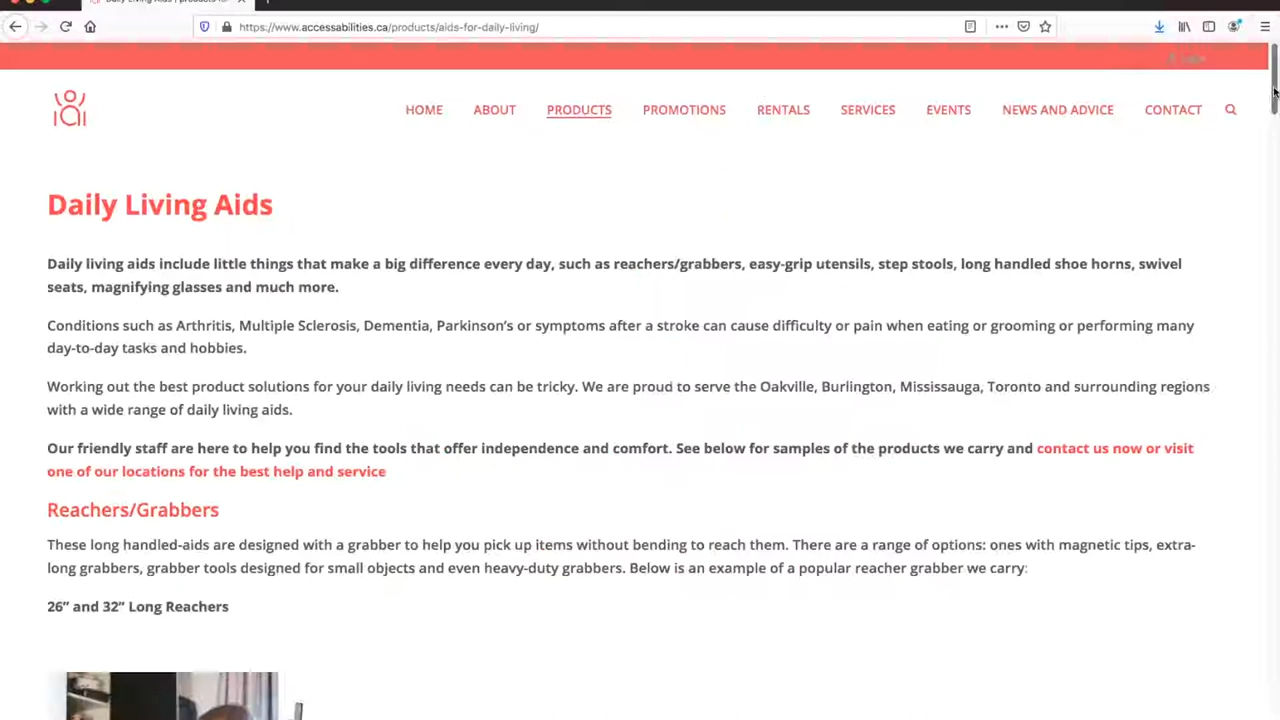 https://www.accessabilities.ca/products/aids-for-daily-living/
HOME ABOUT PRODUCTS PROMOTIONS RENTALS SERVICES EVENTS NEWS AND ADVICE CONTACT
Daily Living Aids
Daily living aids include little things that make a big difference every day, such as reachers/grabbers, easy-grip utensils, step stools, long handled shoe horns, swivel
seats, magnifying glasses and much more.
Conditions such as Arthritis, Multiple Sclerosis, Dementia, Parkinson’s or symptoms after a stroke can cause difficulty or pain when eating or grooming or performing many
day-to-day tasks and hobbies.
Working out the best product solutions for your daily living needs can be tricky. We are proud to serve the Oakville, Burlington, Mississauga, Toronto and surrounding regions
with a wide range of daily living aids.
Our friendly staff are here to help you find the tools that offer independence and comfort. See below for samples of the products we carry and contact us now or visit
one of our locations for the best help and service
Reachers/Grabbers
These long handled-aids are designed with a grabber to help you pick up items without bending to reach them. There are a range of options: ones with magnetic tips, extra-
long grabbers, grabber tools designed for small objects and even heavy-duty grabbers. Below is an example of a popular reacher grabber we carry:
26” and 32” Long Reachers